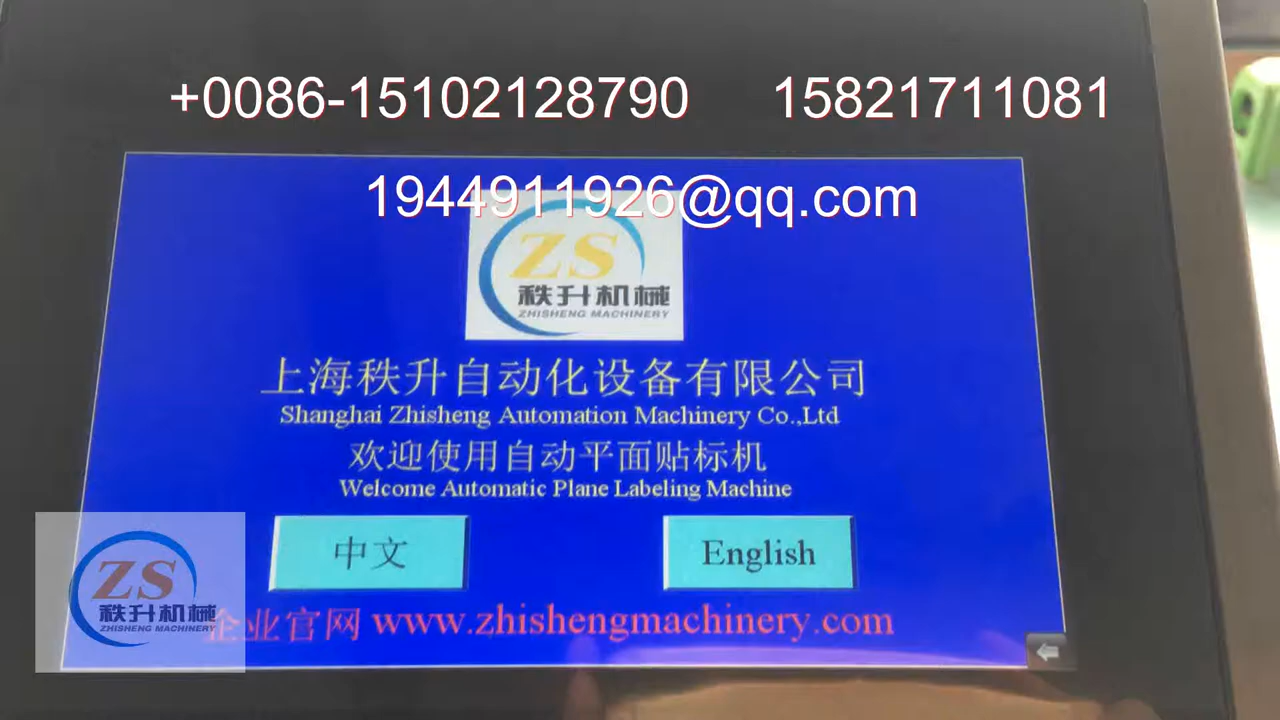 +0086-15102128790 15821711081
1944911926@qq.com
ZS
秩升机械
ZHISHENG MACHINERY
上海秩升自动化设备有限公司
Shanghai Zhisheng Automation Machinery Co.,Ltd
欢迎使用自动平面贴标机
Welcome Automatic Plane Labeling Machine
中文 English
ZS
秩升机械
ZHISHENG MACHINERY
企业官网 www.zhishengmachinery.com